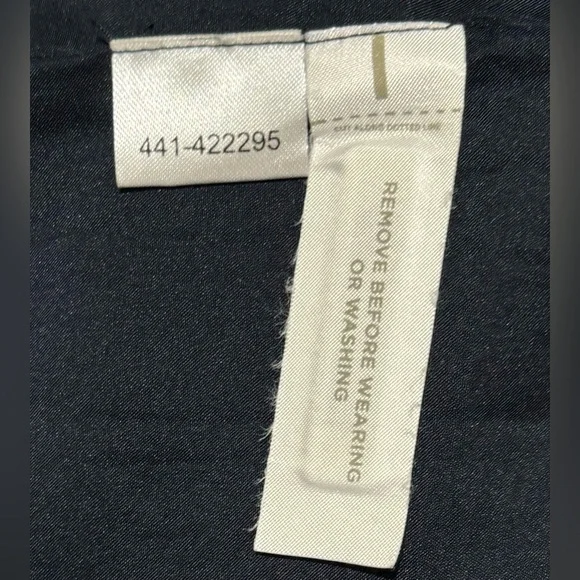 441-422295
CUT ALONG DOTTED LINE
REMOVE BEFORE WEARING
OR WASHING